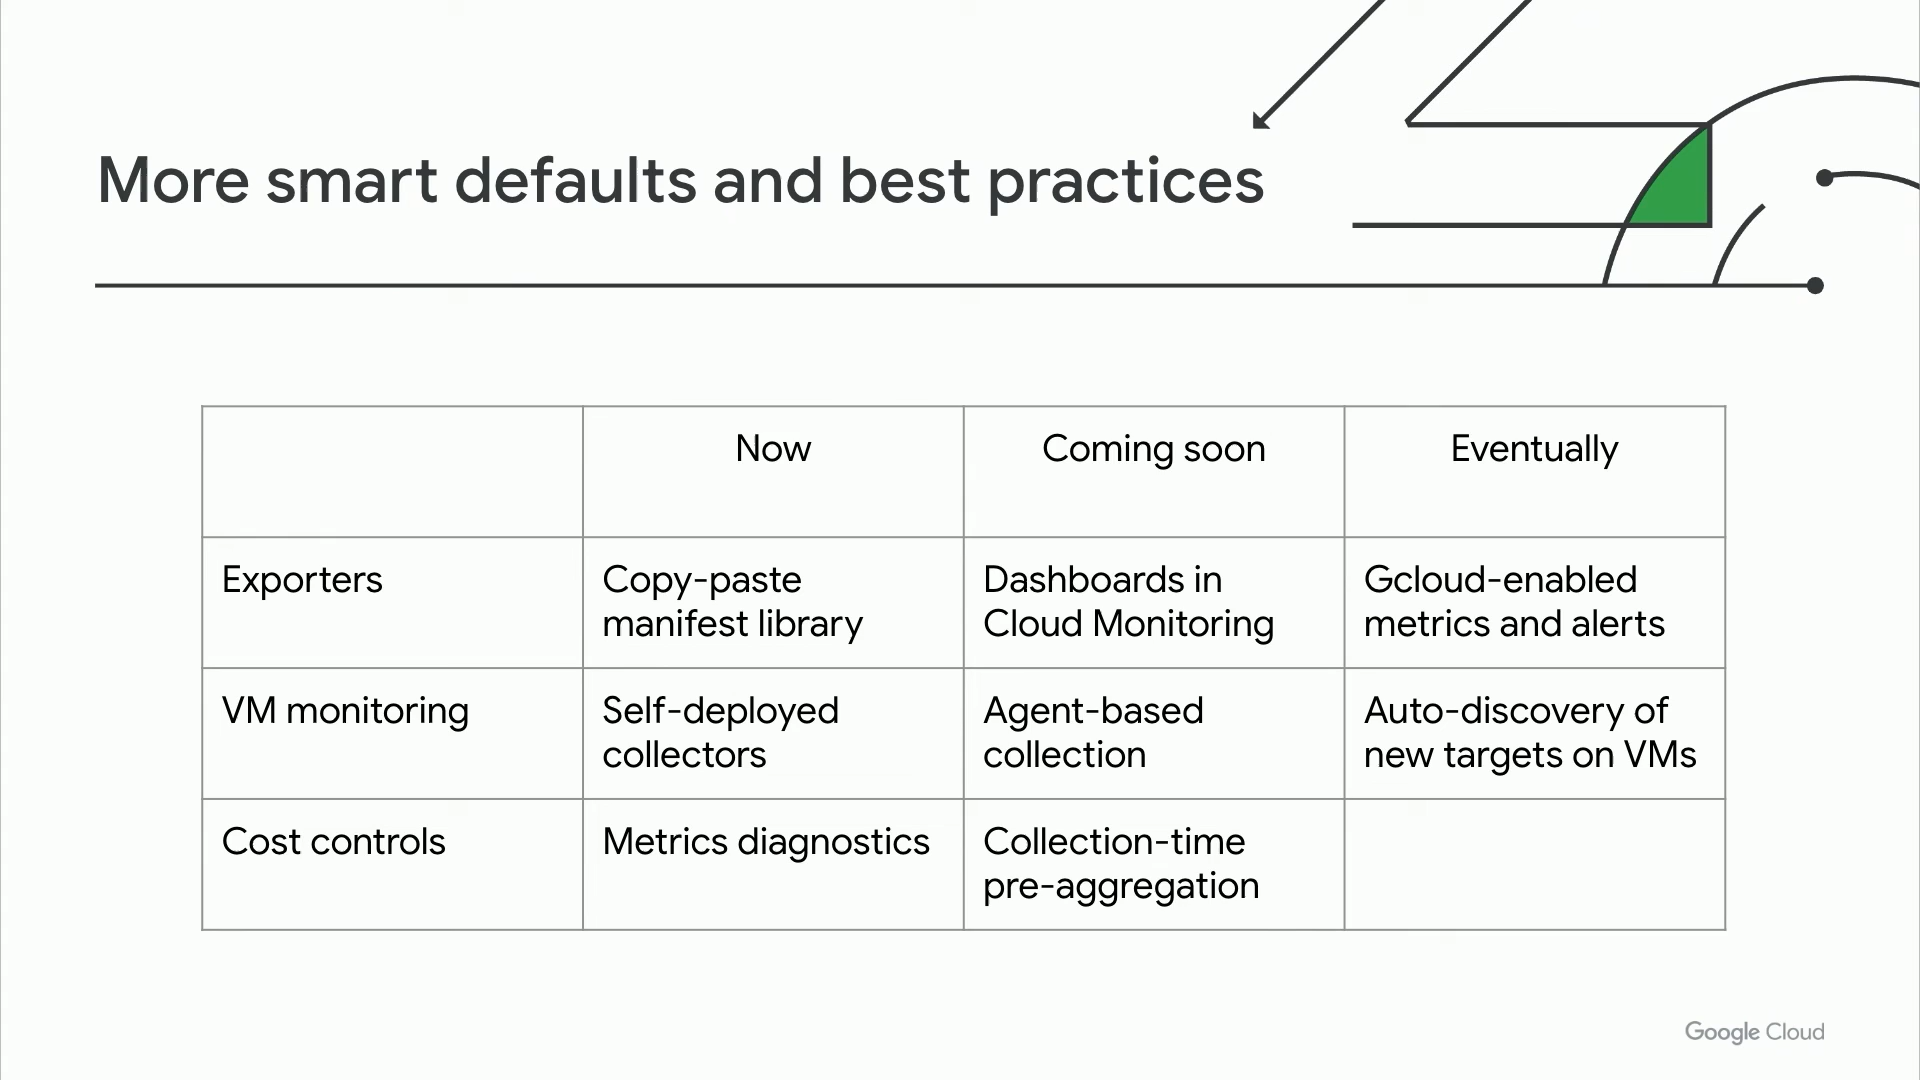 More smart defaults and best practices
Now
Coming soon
Eventually
Exporters
Copy-paste
manifest library
Dashboards in
Cloud Monitoring
Gcloud-enabled
metrics and alerts
VM monitoring
Self-deployed
collectors
Agent-based
collection
Auto-discovery of
new targets on VMs
Cost controls
Metrics diagnostics
Collection-time
pre-aggregation
Google Cloud